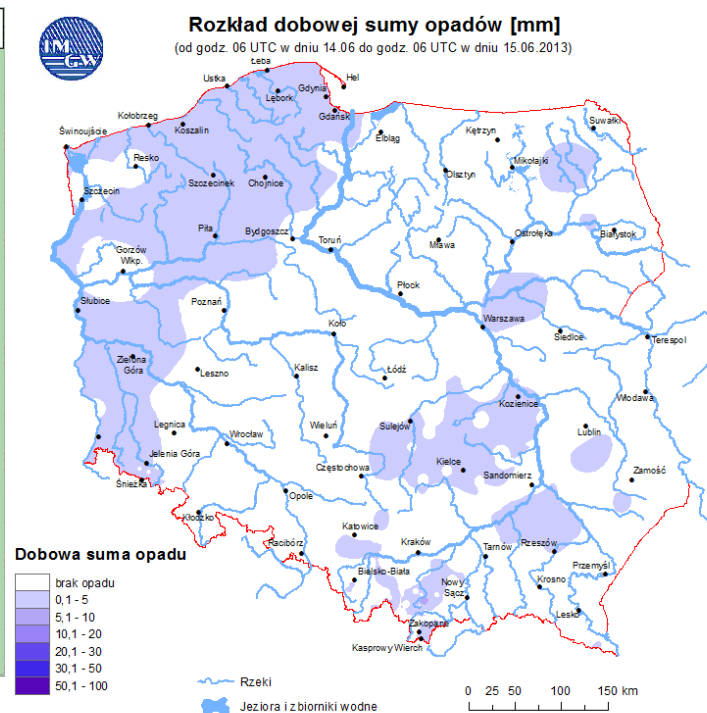 Rozkład dobowej sumy opadów [mm]
(od godz. 06 UTC w dniu 14.06 do godz. 06 UTC w dniu 15.06.2013)
IM
G.W
Łeba
Ustka
Hel
Gdynia
Lębork
Gdańsk
Kołobrzeg
Koszalin
Świnoujście
Elbląg
Kętrzyn
Suwałki
Resko
Mikołajki
Olsztyn
Szczecinek
Chojnice
Szczecin
Piła
Bydgoszcz
Toruń
Mława
Ostrołęka
Białystok
Gorzów
Wlkp.
Płock
Słubice
Poznań
Koło
Warszawa
Siedlce
Terespol
Zielona
Góra
Leszno
Kalisz
Łódź
Włodawa
Kozienice
Legnica
Wrocław
Wieluń
Sulejów
Lublin
Jelenia Góra
Śnieżka
Częstochowa
Kielce
Sandomierz
Zamość
Opole
Kłodzko
Katowice
Racibórz
Kraków
Tarnów
Rzeszów
Przemyśl
Bielsko-Biała
Nowy
Sącz
Krosno
Lesko
Zakopane
Kasprowy Wierch
Dobowa suma opadu
brak opadu
0,1 - 5
5,1 - 10
10,1 - 20
20,1 - 30
30,1 - 50
50,1 - 100
Rzeki
Jeziora i zbiorniki wodne
0 25 50 100 150 km